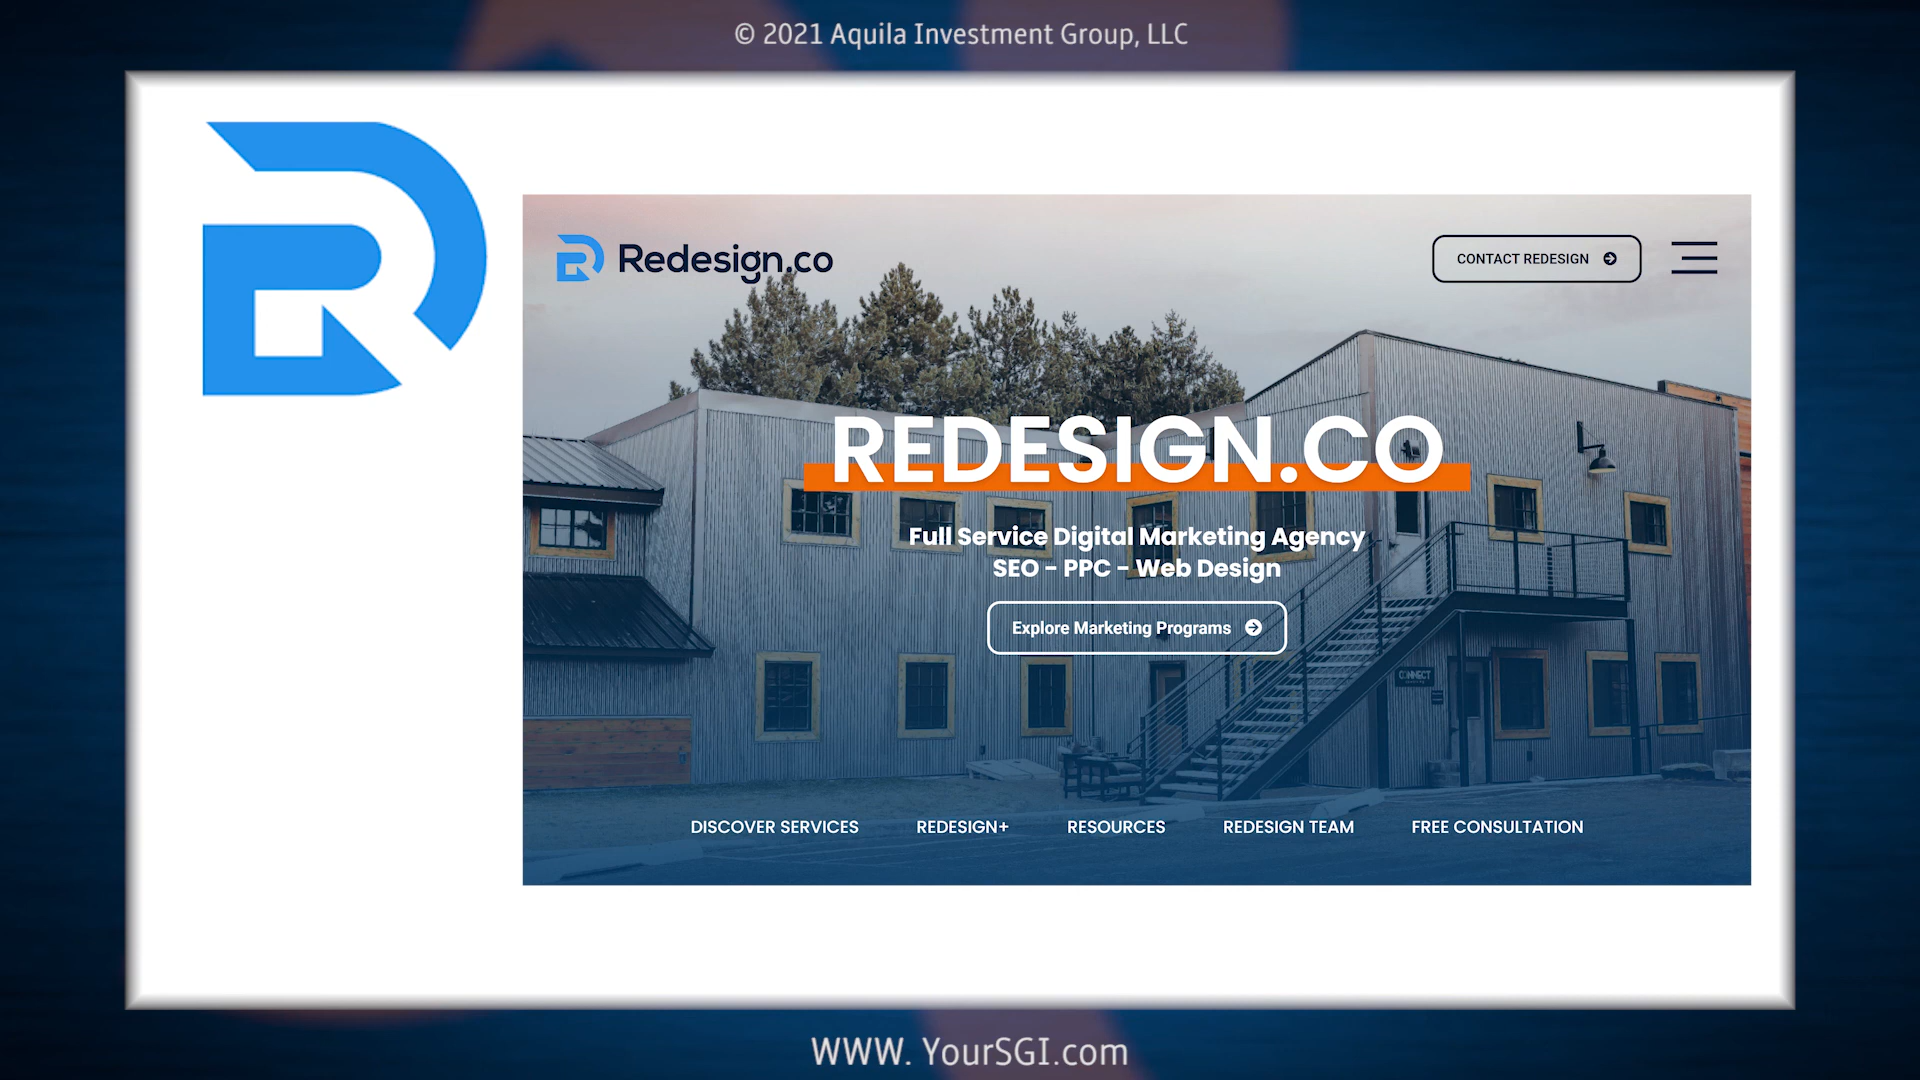 © 2021 Aquila Investment Group, LLC
Redesign.co
CONTACT REDESIGN
REDESIGN.CO
Full Service Digital Marketing Agency
SEO - PPC - Web Design
Explore Marketing Programs
CONNECT
DISCOVER SERVICES REDESIGN+ RESOURCES REDESIGN TEAM FREE CONSULTATION
WWW. YourSGI.com